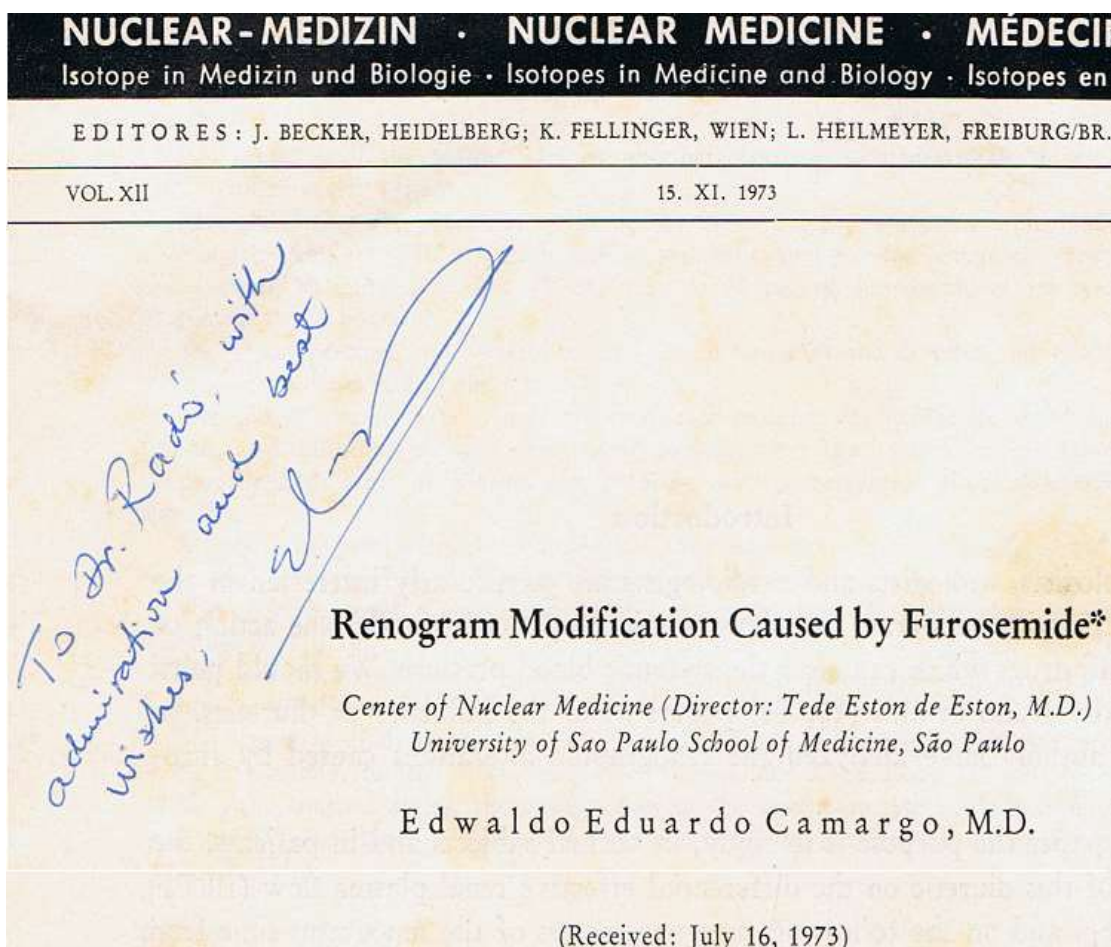 NUCLEAR-MEDIZIN · NUCLEAR MEDICINE · MÉDECI
Isotope in Medizin und Biologie · Isotopes in Medicine and Biology · Isotopes en
EDITORES: J. BECKER, HEIDELBERG; K. FELLINGER, WIEN; L. HEILMEYER, FREIBURG/BR.
VOL. XII 15. XI. 1973
To Dr. Radó, with
admiration and best
wishes,
Renogram Modification Caused by Furosemide*
Center of Nuclear Medicine (Director: Tede Eston de Eston, M.D.)
University of Sao Paulo School of Medicine, São Paulo
Edwaldo Eduardo Camargo, M.D.
(Received: July 16, 1973)